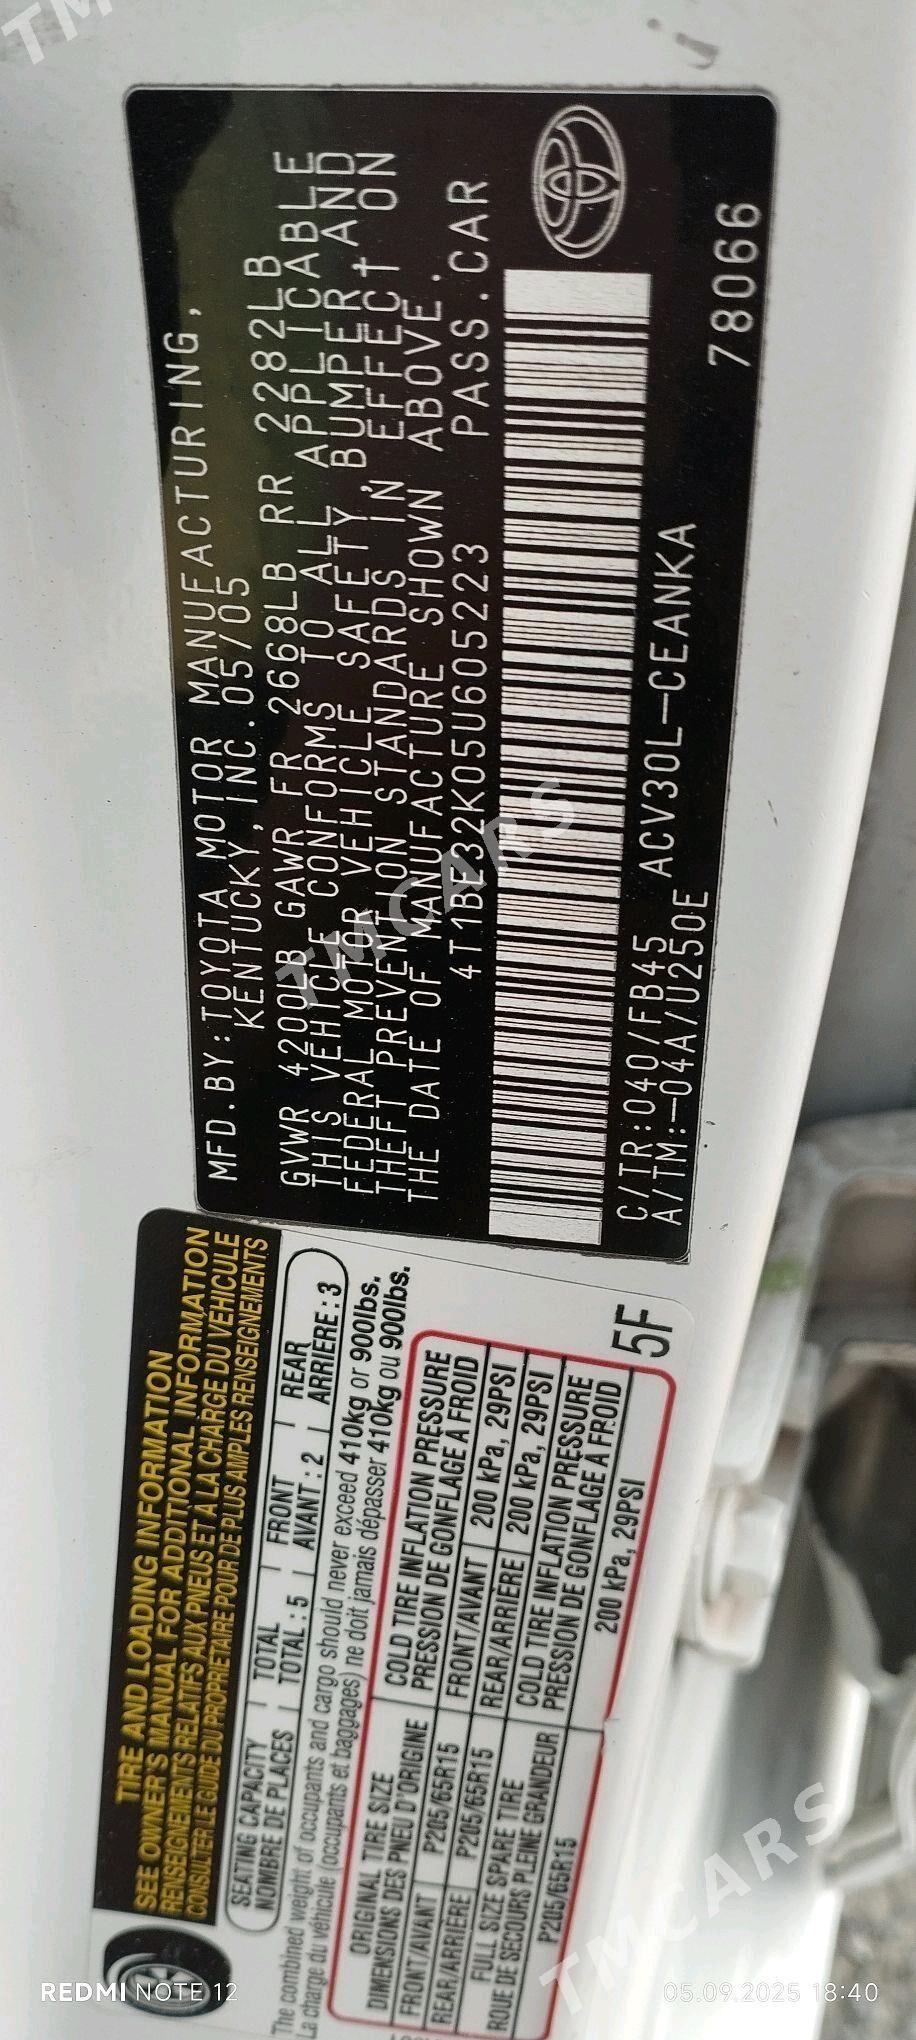 MFD.BY:TOYOTA MOTOR MANUFACTURING,
KENTUCKY, INC. 05/05
GVWR 4200LB GAWR FR 2668LB RR 2282LB
THIS VEHICLE CONFORMS TO ALL APPLICABLE
FEDERAL MOTOR VEHICLE SAFETY, BUMPER, AND
THEFT PREVENTION STANDARDS IN EFFECT ON
THE DATE OF MANUFACTURE SHOWN ABOVE.
4T1BE32K05U605223 PASS.CAR
C/TR:040/FB45 ACV30L-CEANKA
A/TM:-04A/U250E
78066
TIRE AND LOADING INFORMATION
SEE OWNER'S MANUAL FOR ADDITIONAL INFORMATION
RENSEIGNEMENTS RELATIFS AUX PNEUS ET A LA CHARGE DU VÉHICULE
CONSULTER LE GUIDE DU PROPRIETAIRE POUR DE PLUS AMPLES RENSEIGNEMENTS
SEATING CAPACITY TOTAL FRONT REAR
NOMBRE DE PLACES TOTAL : 5 AVANT : 2 ARRIÈRE : 3
The combined weight of occupants and cargo should never exceed 410kg or 900lbs.
La charge du véhicule (occupants et baggages) ne doit jamais dépasser 410kg ou 900lbs.
ORIGINAL TIRE SIZE COLD TIRE INFLATION PRESSURE
DIMENSIONS DES PNEU D'ORIGINE PRESSION DE GONFLAGE À FROID
FRONT/AVANT P205/65R15 FRONT/AVANT 200 kPa, 29PSI
REAR/ARRIÈRE P205/65R15 REAR/ARRIÈRE 200 kPa, 29PSI
FULL SIZE SPARE TIRE COLD TIRE INFLATION PRESSURE
ROUE DE SECOURS PLEINE GRANDEUR PRESSION DE GONFLAGE À FROID
P205/65R15 200 kPa, 29PSI
5F
TMCARS
TMCARS
REDMI NOTE 12
05.09.2025 18:40